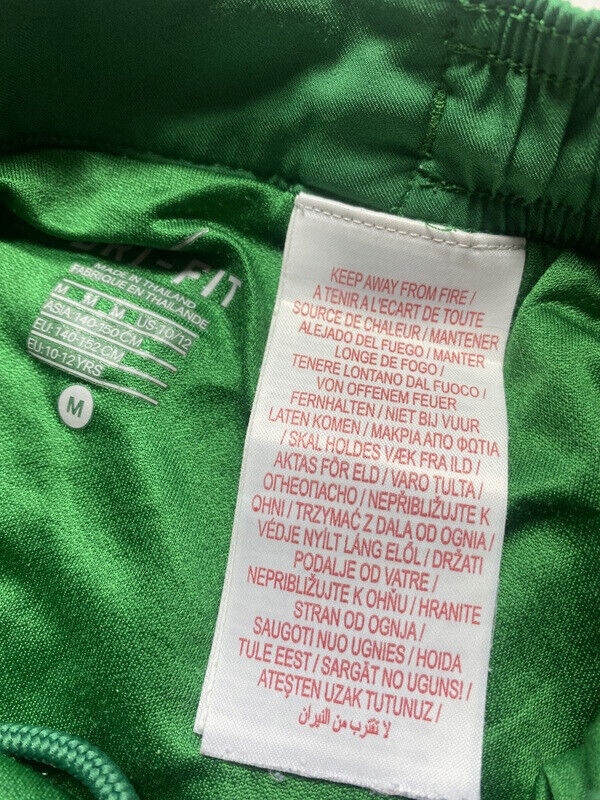 DRI-FIT
MADE IN THAILAND
FABRIQUE EN THAILANDE
M M M US:10/12
ASIA:140-150 CM
EU:140-152 CM
EU:10-12 YRS
M
KEEP AWAY FROM FIRE /
A TENIR A L'ECART DE TOUTE
SOURCE DE CHALEUR / MANTENER
ALEJADO DEL FUEGO / MANTER
LONGE DE FOGO /
TENERE LONTANO DAL FUOCO /
VON OFFENEM FEUER
FERNHALTEN / NIET BIJ VUUR
LATEN KOMEN / ΜΑΚΡΙΑ ΑΠΟ ΦΩΤΙΑ
/ SKAL HOLDES VÆK FRA ILD /
AKTAS FÖR ELD / VARO TULTA /
ОГНЕОПАСНО / NEPŘIBLIŽUJTE K
OHNI / TRZYMAĆ Z DALA OD OGNIA /
VÉDJE NYÍLT LÁNG ELŐL / DRŽATI
PODALJE OD VATRE /
NEPRIBLIŽUJTE K OHŇU / HRANITE
STRAN OD OGNJA /
SAUGOTI NUO UGNIES / HOIDA
TULE EEST / SARGĀT NO UGUNS! /
ATEŞTEN UZAK TUTUNUZ /
لا تقترب من النيران